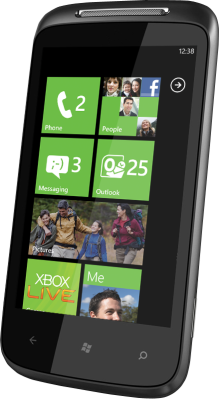 12:38
2
Phone
People
3
Messaging
25
Outlook
Pictures
XBOX
LIVE
Me